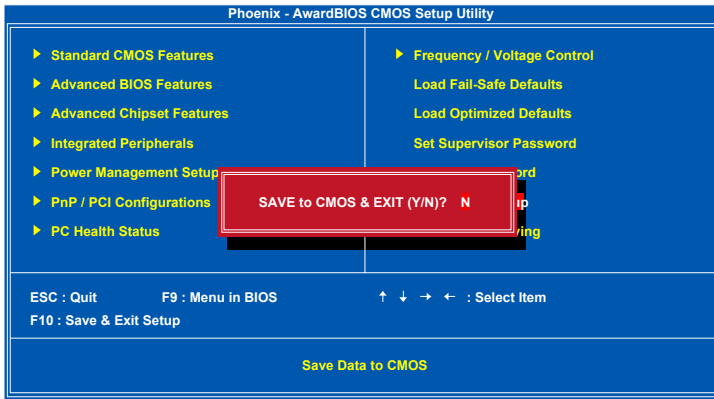 Phoenix - AwardBIOS CMOS Setup Utility
Standard CMOS Features
Advanced BIOS Features
Advanced Chipset Features
Integrated Peripherals
Power Management Setup
PnP / PCI Configurations
PC Health Status
Frequency / Voltage Control
Load Fail-Safe Defaults
Load Optimized Defaults
Set Supervisor Password
SAVE to CMOS & EXIT (Y/N)? N
ESC : Quit F9 : Menu in BIOS ↑ ↓ → ← : Select Item
F10 : Save & Exit Setup
Save Data to CMOS